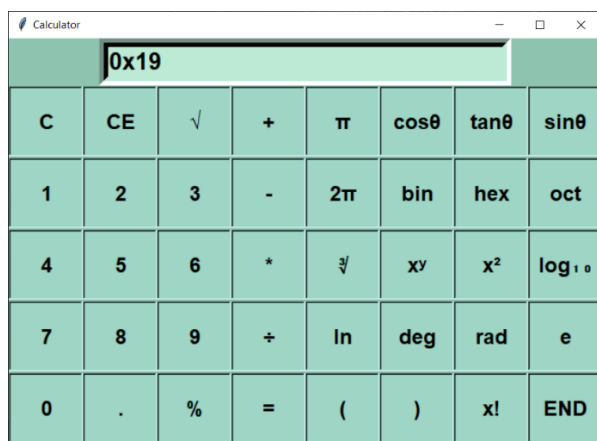 Calculator
0x19
C CE √ + π cosθ tanθ sinθ
1 2 3 - 2π bin hex oct
4 5 6 * ∛ xʸ x² log₁₀
7 8 9 ÷ ln deg rad e
0 . % = ( ) x! END